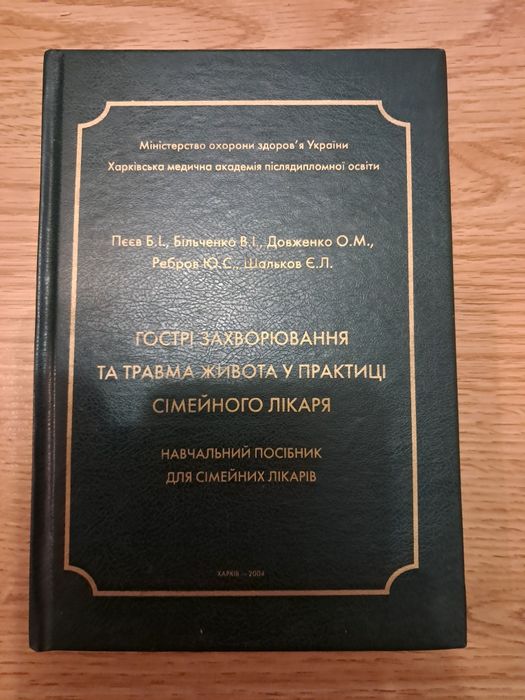 Міністерство охорони здоров'я України
Харківська медична академія післядипломної освіти
Пєєв Б.І., Більченко В.І., Довженко О.М.,
Ребров Ю.С., Шальков Є.Л.
ГОСТРІ ЗАХВОРЮВАННЯ
ТА ТРАВМА ЖИВОТА У ПРАКТИЦІ
СІМЕЙНОГО ЛІКАРЯ
НАВЧАЛЬНИЙ ПОСІБНИК
ДЛЯ СІМЕЙНИХ ЛІКАРІВ
ХАРКІВ – 2004